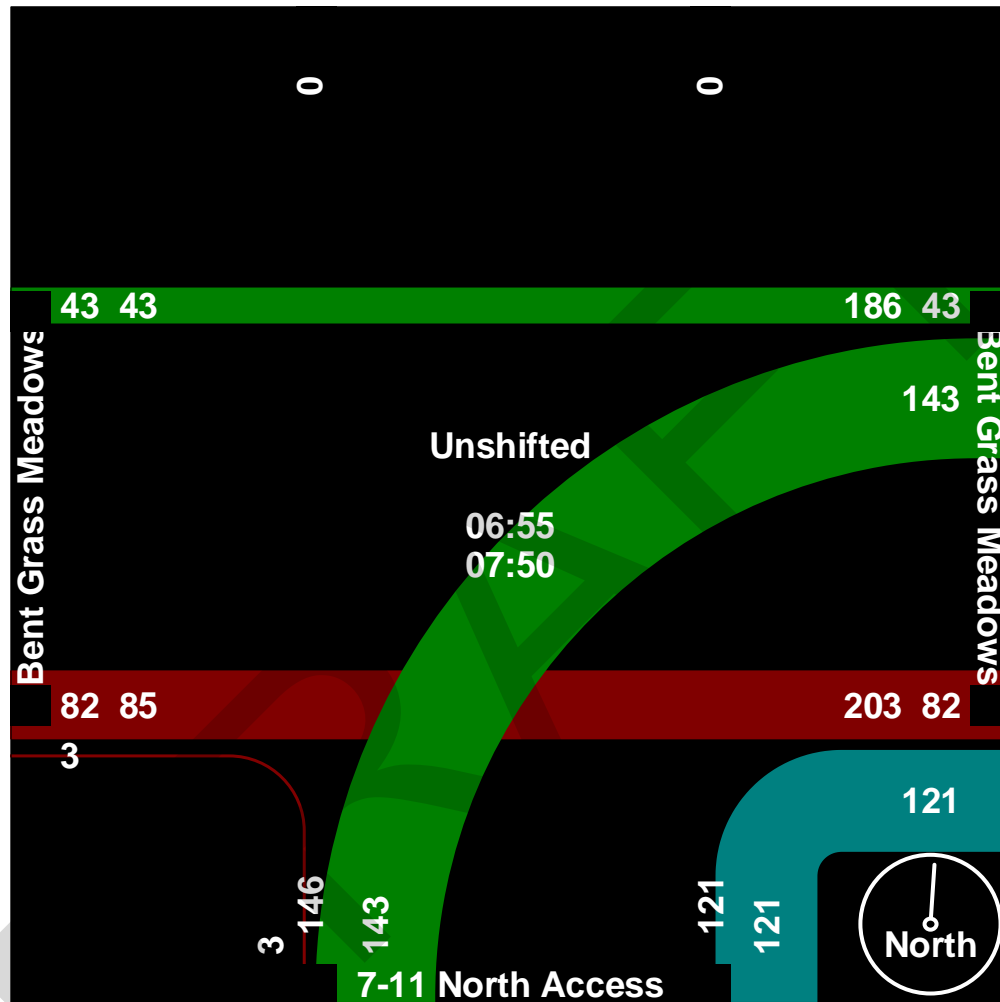 0 0
43 43 186 43
Bent Grass Meadows
Bent Grass Meadows
143
Unshifted
06:55
07:50
82 85 203 82
3
121
3 146 143 121 121
North
7-11 North Access